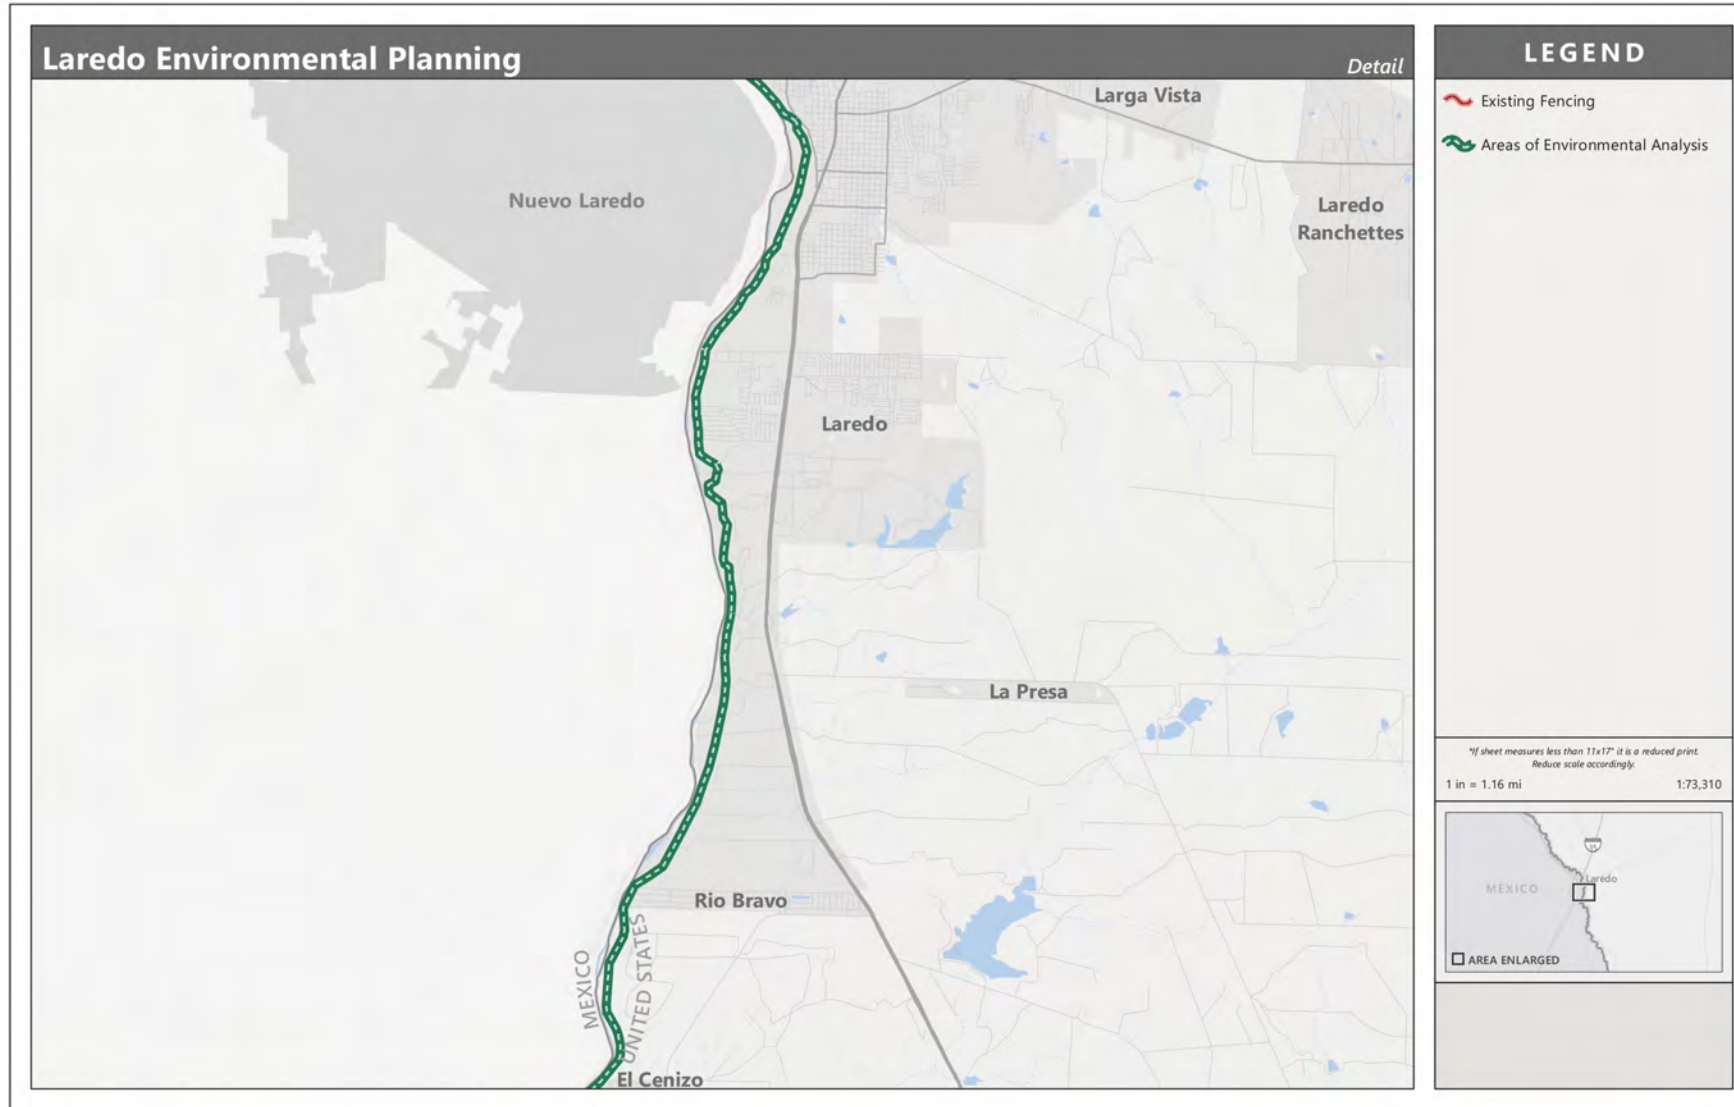 Laredo Environmental Planning
Detail
Larga Vista
Nuevo Laredo
Laredo
Ranchettes
Laredo
La Presa
Rio Bravo
MEXICO
UNITED STATES
El Cenizo
LEGEND
Existing Fencing
Areas of Environmental Analysis
*If sheet measures less than 11x17" it is a reduced print.
Reduce scale accordingly.
1 in = 1.16 mi 1:73,310
35
Laredo
MEXICO
AREA ENLARGED